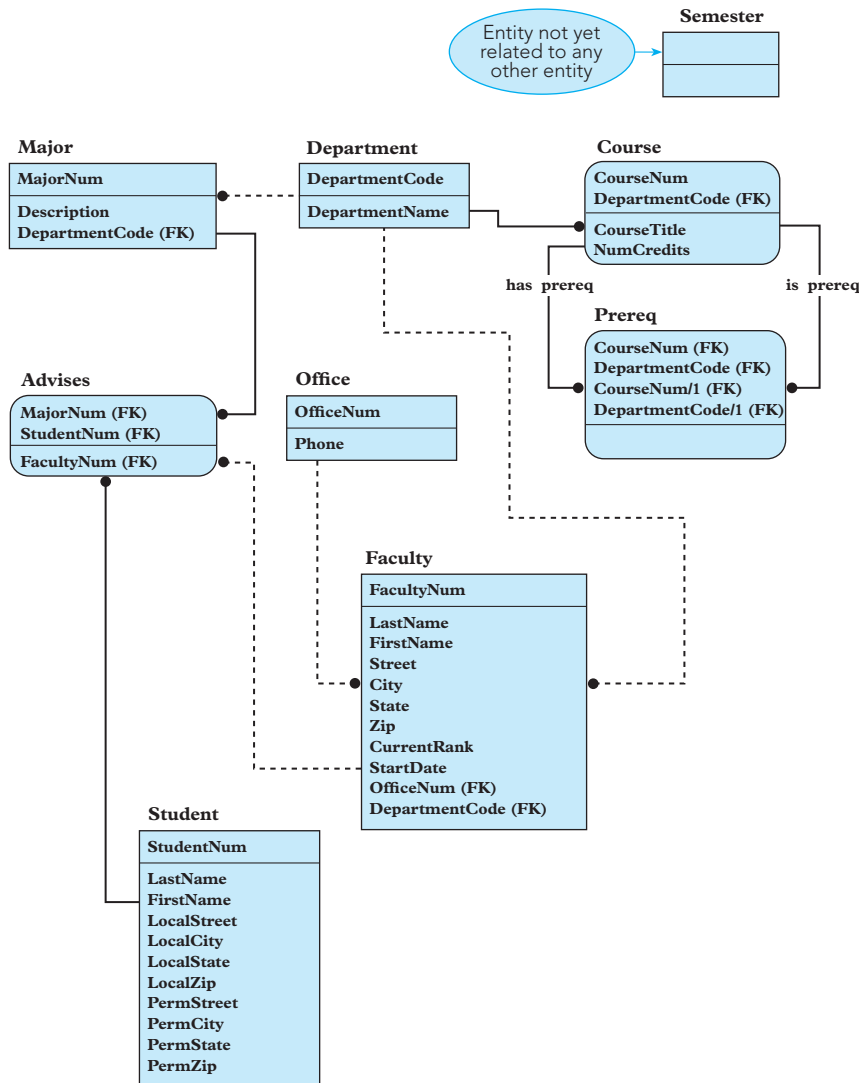 Entity not yet
related to any
other entity
Semester
Major
MajorNum
Description
DepartmentCode (FK)
Department
DepartmentCode
DepartmentName
Course
CourseNum
DepartmentCode (FK)
CourseTitle
NumCredits
has prereq
is prereq
Prereq
CourseNum (FK)
DepartmentCode (FK)
CourseNum/1 (FK)
DepartmentCode/1 (FK)
Advises
MajorNum (FK)
StudentNum (FK)
FacultyNum (FK)
Office
OfficeNum
Phone
Faculty
FacultyNum
LastName
FirstName
Street
City
State
Zip
CurrentRank
StartDate
OfficeNum (FK)
DepartmentCode (FK)
Student
StudentNum
LastName
FirstName
LocalStreet
LocalCity
LocalState
LocalZip
PermStreet
PermCity
PermState
PermZip